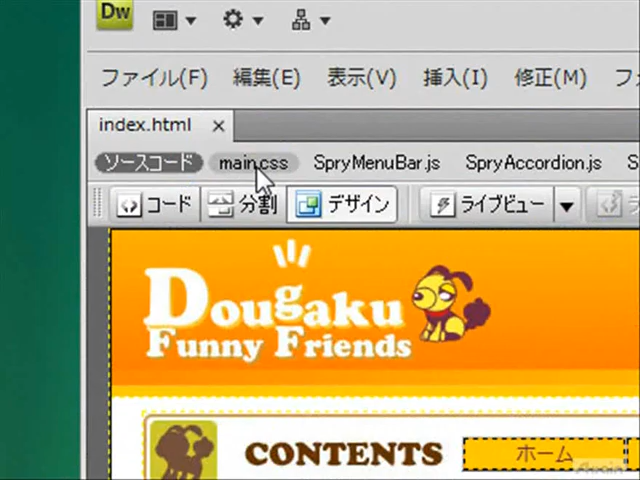 Dw
ファイル(F) 編集(E) 表示(V) 挿入(I) 修正(M)
index.html
ソースコード main.css SpryMenuBar.js SpryAccordion.js S
コード 分割 デザイン ライブビュー
Dougaku
Funny Friends
CONTENTS ホーム